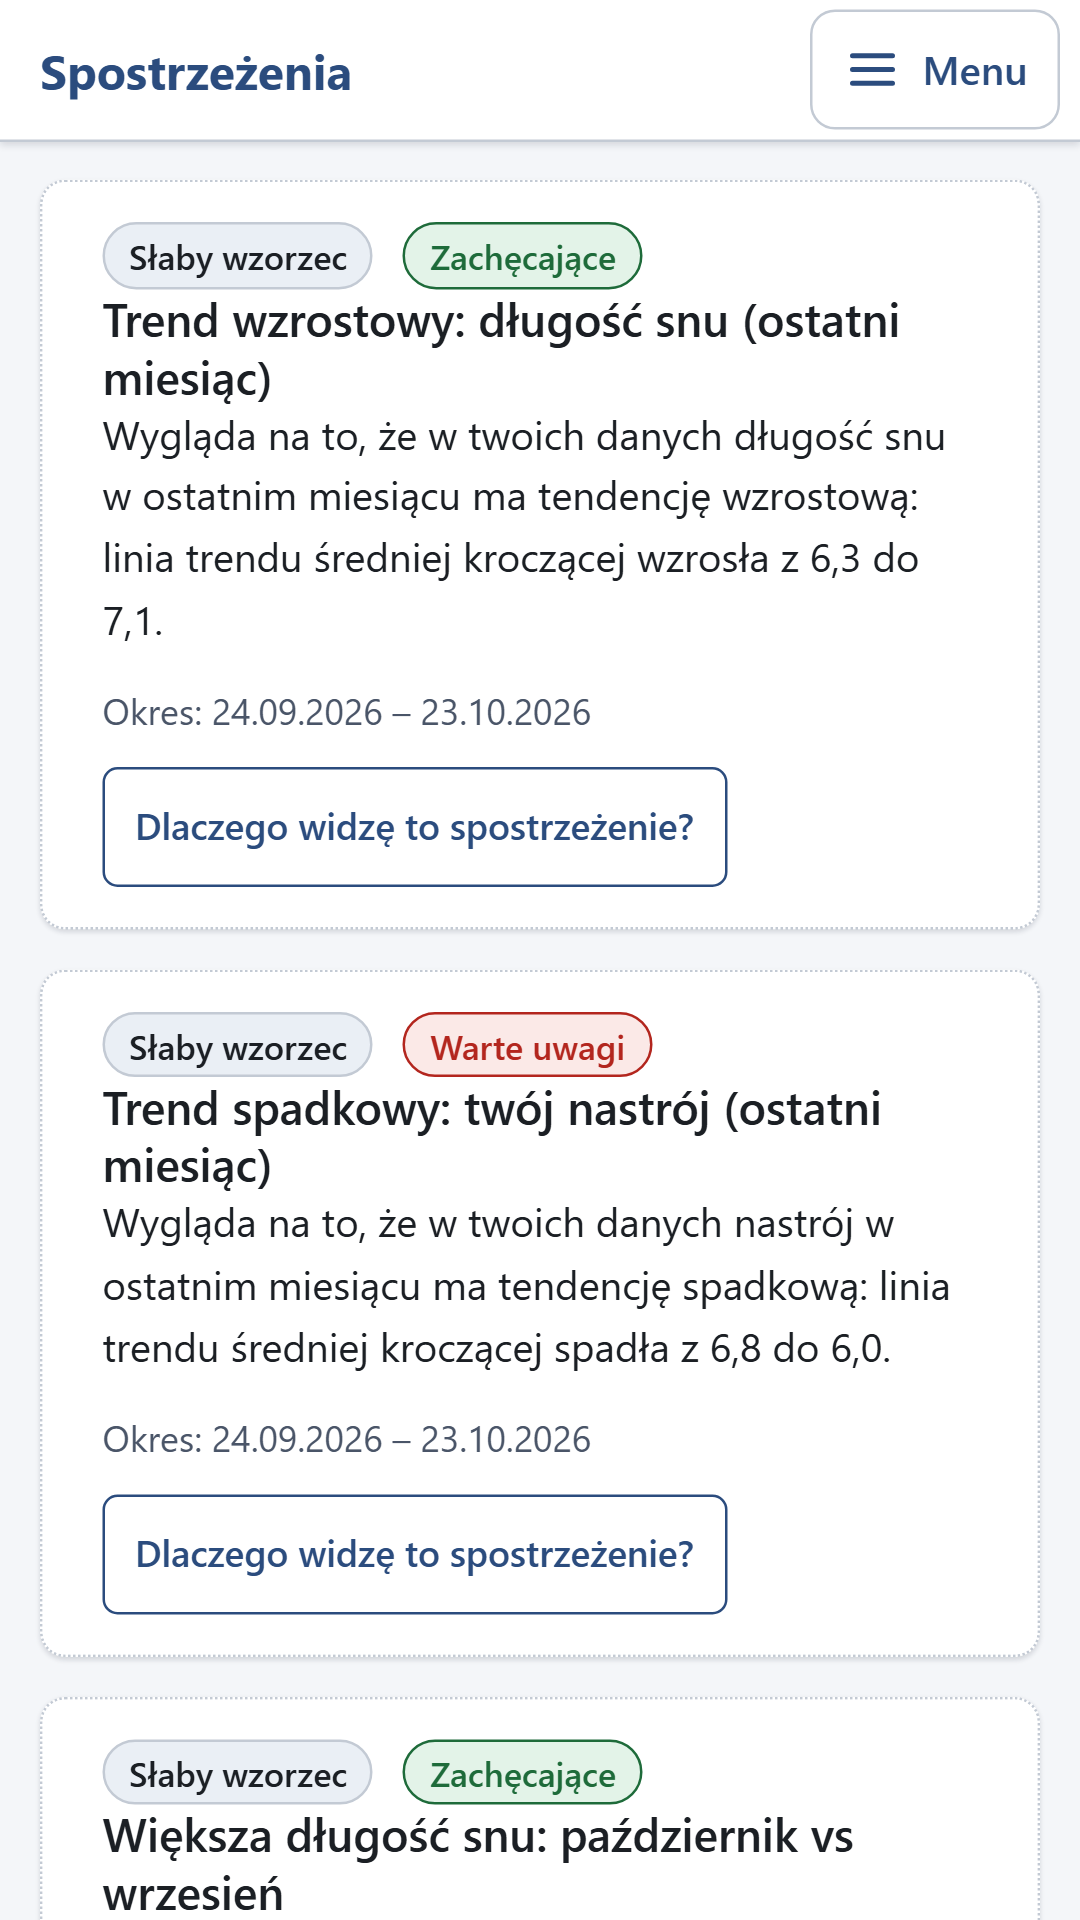 Spostrzeżenia
Menu
Słaby wzorzec
Zachęcające
Trend wzrostowy: długość snu (ostatni
miesiąc)
Wygląda na to, że w twoich danych długość snu
w ostatnim miesiącu ma tendencję wzrostową:
linia trendu średniej kroczącej wzrosła z 6,3 do
7,1.
Okres: 24.09.2026 – 23.10.2026
Dlaczego widzę to spostrzeżenie?
Słaby wzorzec
Warte uwagi
Trend spadkowy: twój nastrój (ostatni
miesiąc)
Wygląda na to, że w twoich danych nastrój w
ostatnim miesiącu ma tendencję spadkową: linia
trendu średniej kroczącej spadła z 6,8 do 6,0.
Okres: 24.09.2026 – 23.10.2026
Dlaczego widzę to spostrzeżenie?
Słaby wzorzec
Zachęcające
Większa długość snu: październik vs
wrzesień